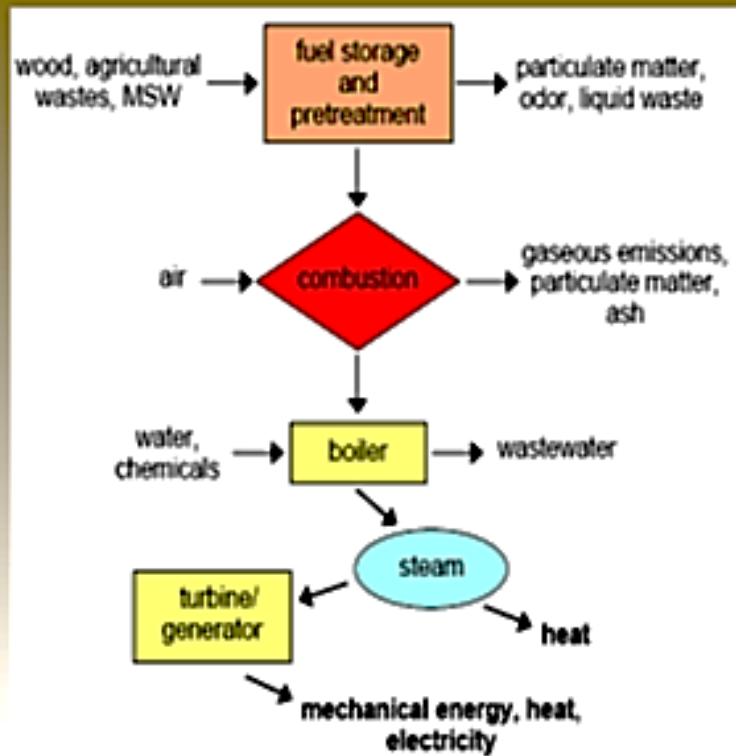 fuel storage
and
pretreatment
wood, agricultural
wastes, MSW
particulate matter,
odor, liquid waste
air
combustion
gaseous emissions,
particulate matter,
ash
water,
chemicals
boiler
wastewater
steam
turbine/
generator
heat
mechanical energy, heat,
electricity